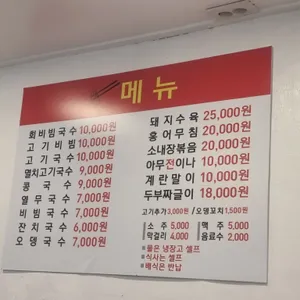 메뉴
회비빔국수 10,000원
고기비빔 10,000원
고기국수 10,000원
멸치고기국수 9,000원
콩국수 9,000원
열무국수 7,000원
비빔국수 7,000원
잔치국수 6,000원
오뎅국수 7,000원
돼지수육 25,000원
홍어무침 20,000원
소내장볶음 20,000원
아무전이나 10,000원
계란말이 10,000원
두부짜글이 18,000원
고기추가 3,000원 / 오뎅꼬치 1,500원
소주 5,000 맥주 5,000
막걸리 4,000 음료수 2,000
※물은 냉장고 셀프
※식사는 셀프
※배식은 반납